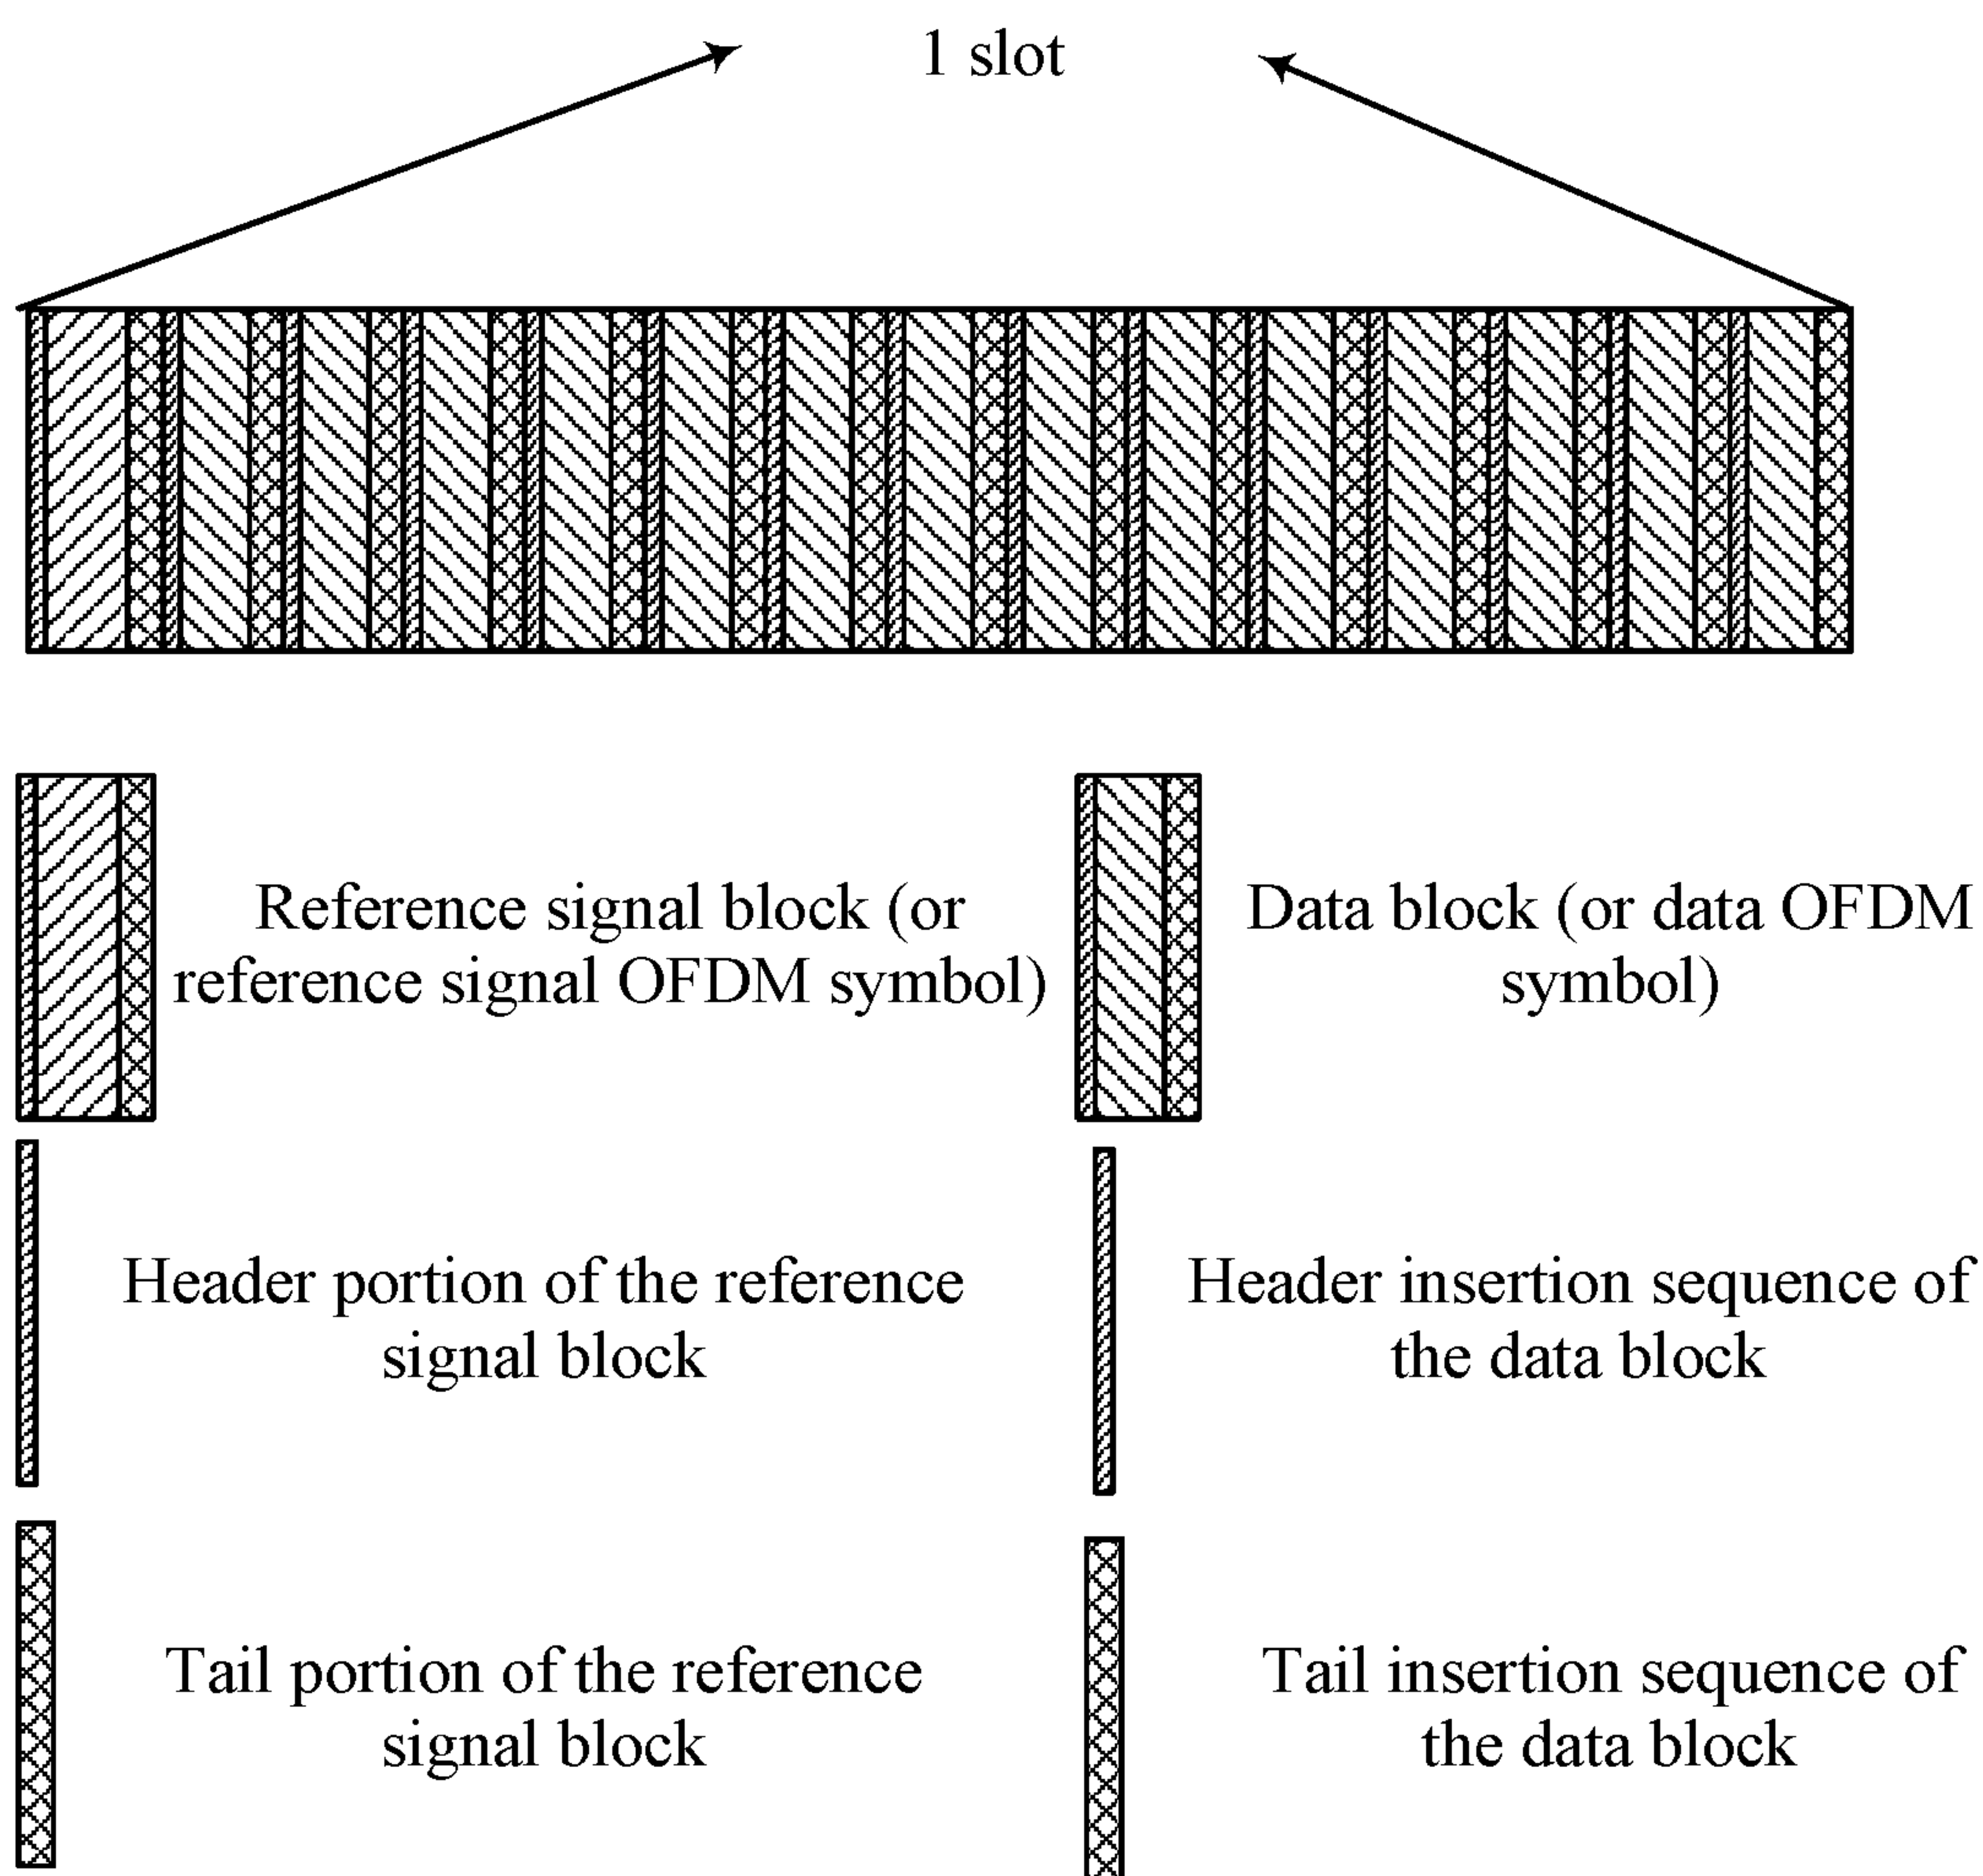 1 slot
Reference signal block (or
reference signal OFDM symbol)
Data block (or data OFDM
symbol)
Header portion of the reference
signal block
Header insertion sequence of
the data block
Tail portion of the reference
signal block
Tail insertion sequence of
the data block